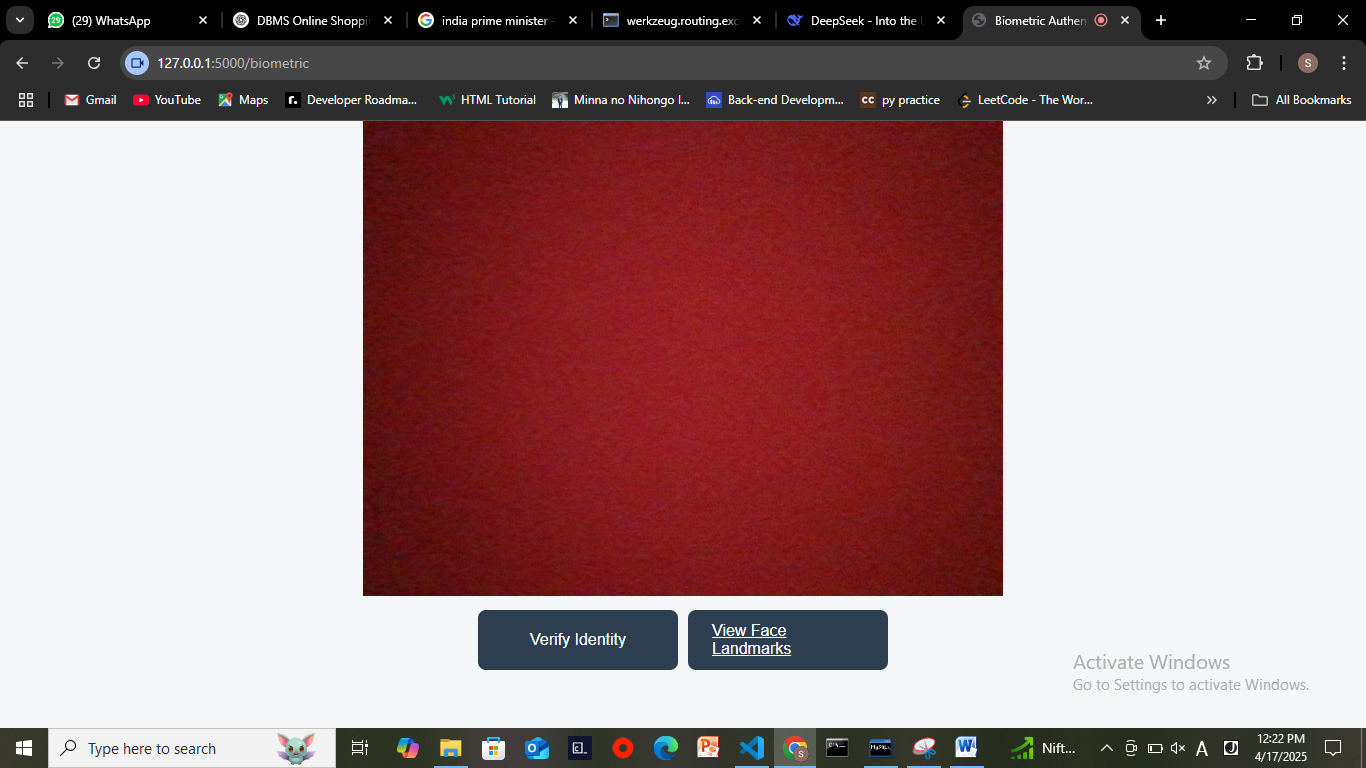 (29) WhatsApp
DBMS Online Shoppi
india prime minister -
werkzeug.routing.exc
DeepSeek - Into the
Biometric Authen
127.0.0.1:5000/biometric
S
Gmail
YouTube
Maps
Developer Roadma...
HTML Tutorial
Minna no Nihongo I...
Back-end Developm...
py practice
LeetCode - The Wor...
All Bookmarks
Verify Identity
View Face
Landmarks
Activate Windows
Go to Settings to activate Windows.
Type here to search
Nift...
12:22 PM
4/17/2025